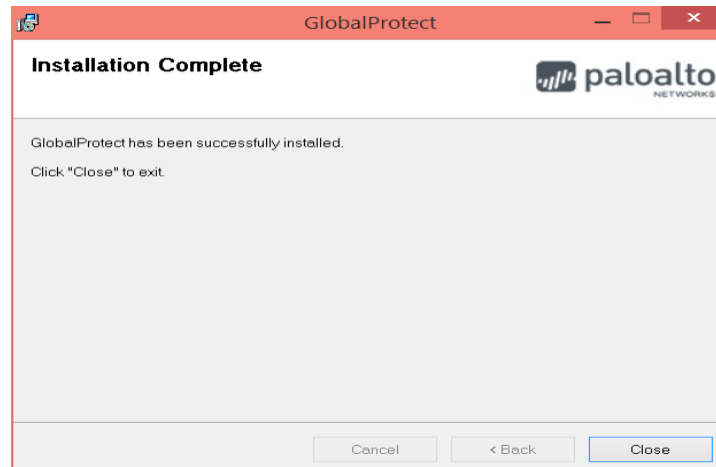 GlobalProtect
Installation Complete
paloalto
NETWORKS
GlobalProtect has been successfully installed.
Click "Close" to exit.
Cancel
< Back
Close